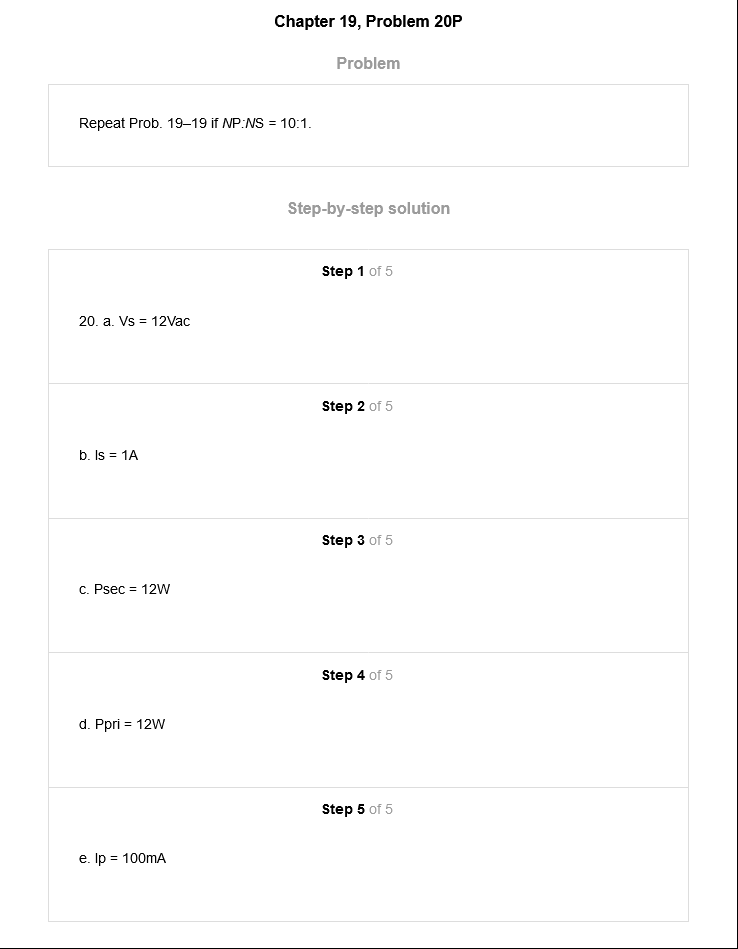 Chapter 19, Problem 20P
Problem
Repeat Prob. 19–19 if NP:NS = 10:1.
Step-by-step solution
Step 1 of 5
20. a. Vs = 12Vac
Step 2 of 5
b. Is = 1A
Step 3 of 5
c. Psec = 12W
Step 4 of 5
d. Ppri = 12W
Step 5 of 5
e. Ip = 100mA